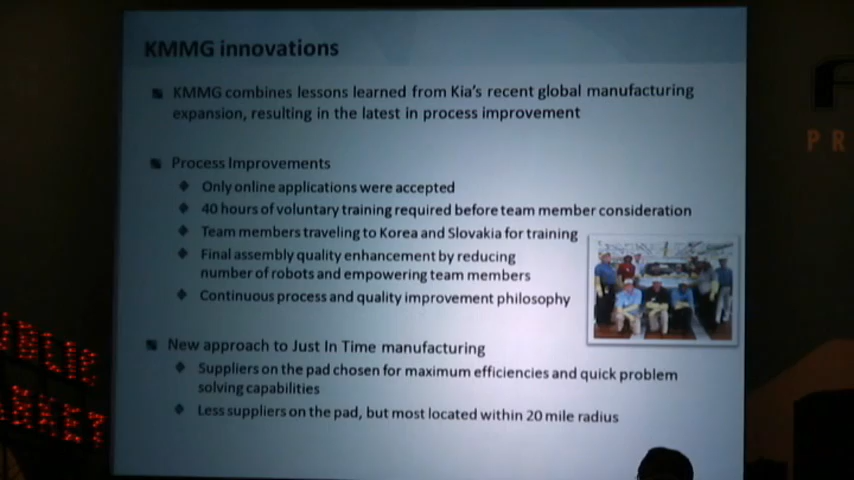 KMMG innovations
KMMG combines lessons learned from Kia's recent global manufacturing
expansion, resulting in the latest in process improvement
Process Improvements
Only online applications were accepted
40 hours of voluntary training required before team member consideration
Team members traveling to Korea and Slovakia for training
Final assembly quality enhancement by reducing
number of robots and empowering team members
Continuous process and quality improvement philosophy
New approach to Just In Time manufacturing
Suppliers on the pad chosen for maximum efficiencies and quick problem
solving capabilities
Less suppliers on the pad, but most located within 20 mile radius
PR